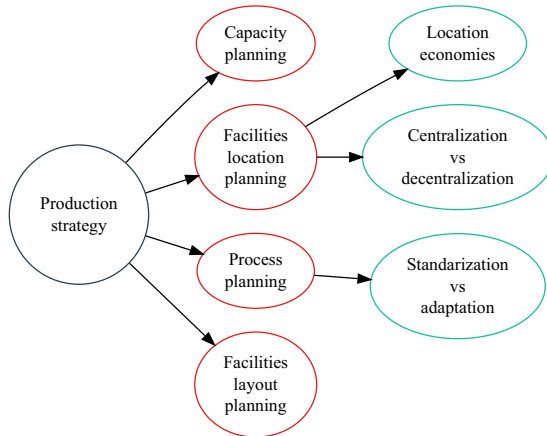 Production
strategy
Capacity
planning
Facilities
location
planning
Process
planning
Facilities
layout
planning
Location
economies
Centralization
vs
decentralization
Standarization
vs
adaptation